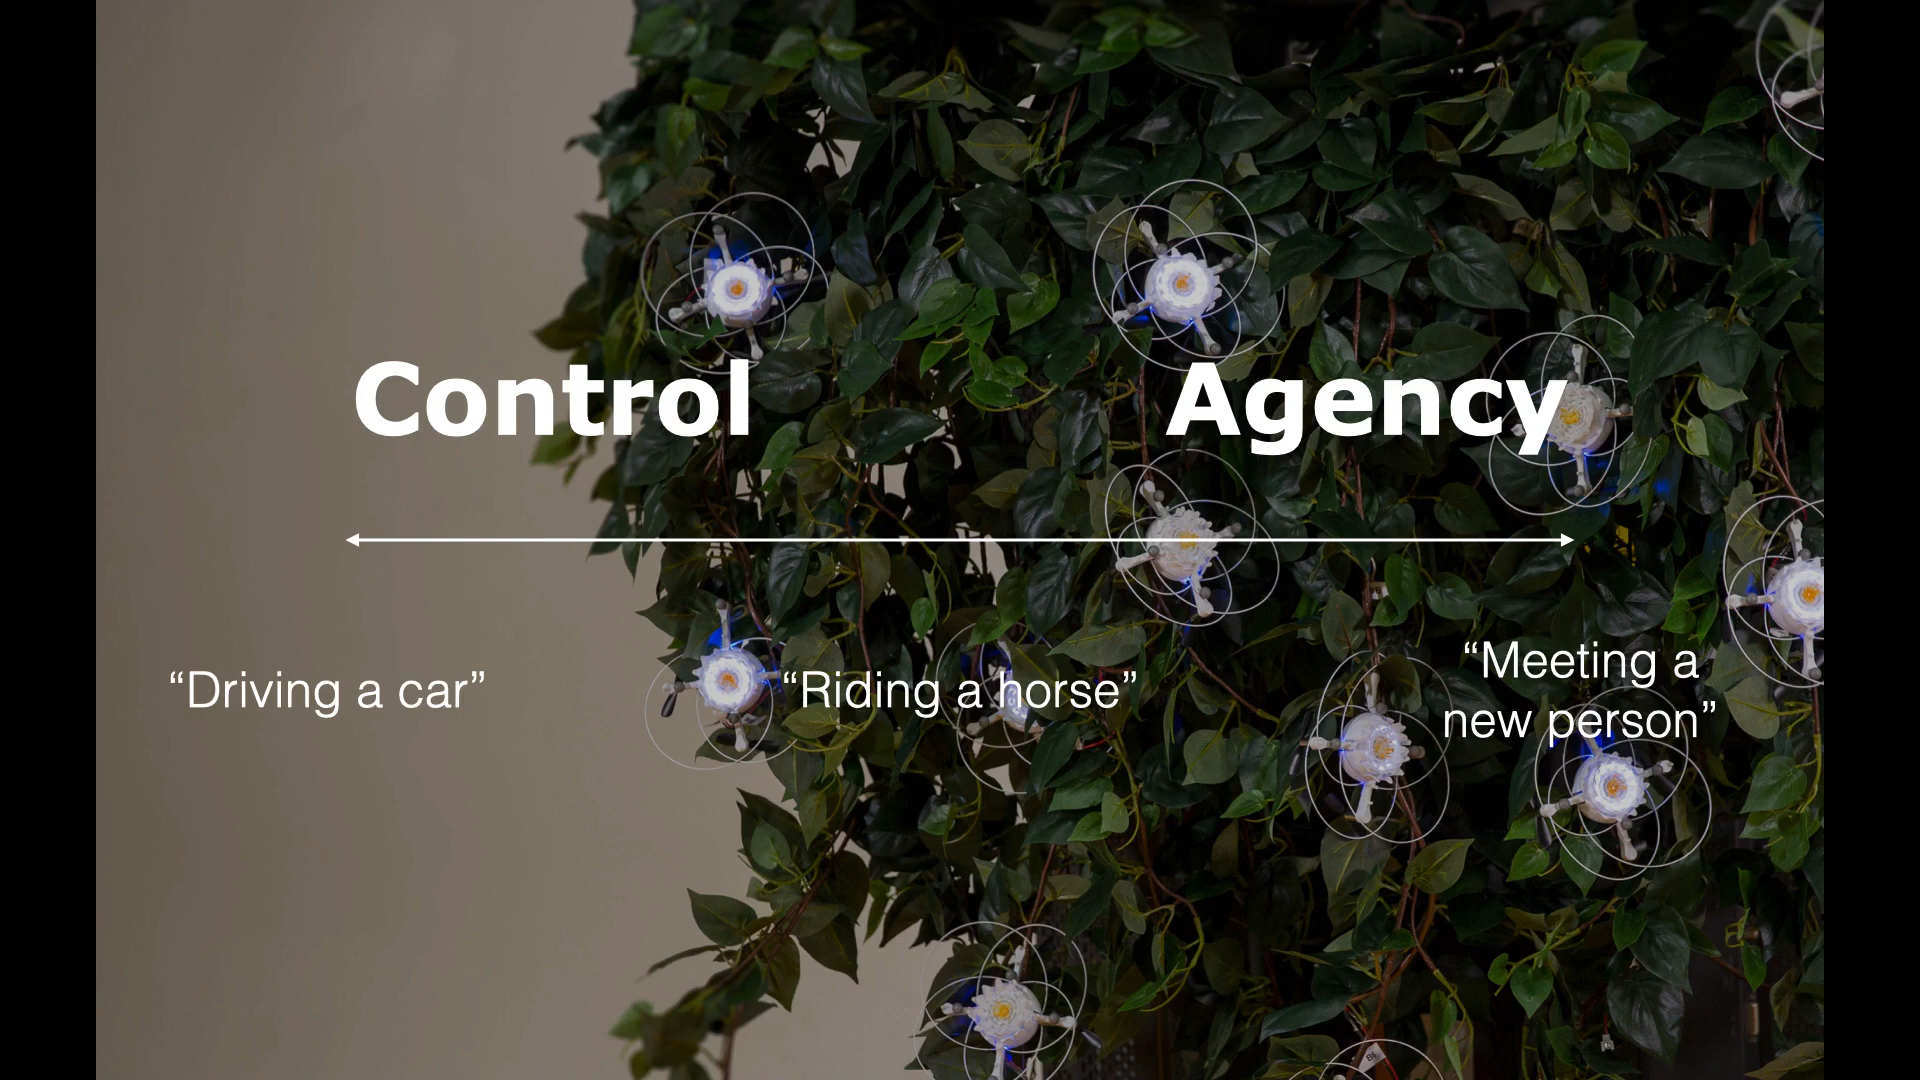 Control
Agency
“Driving a car”
“Riding a horse”
“Meeting a
new person”